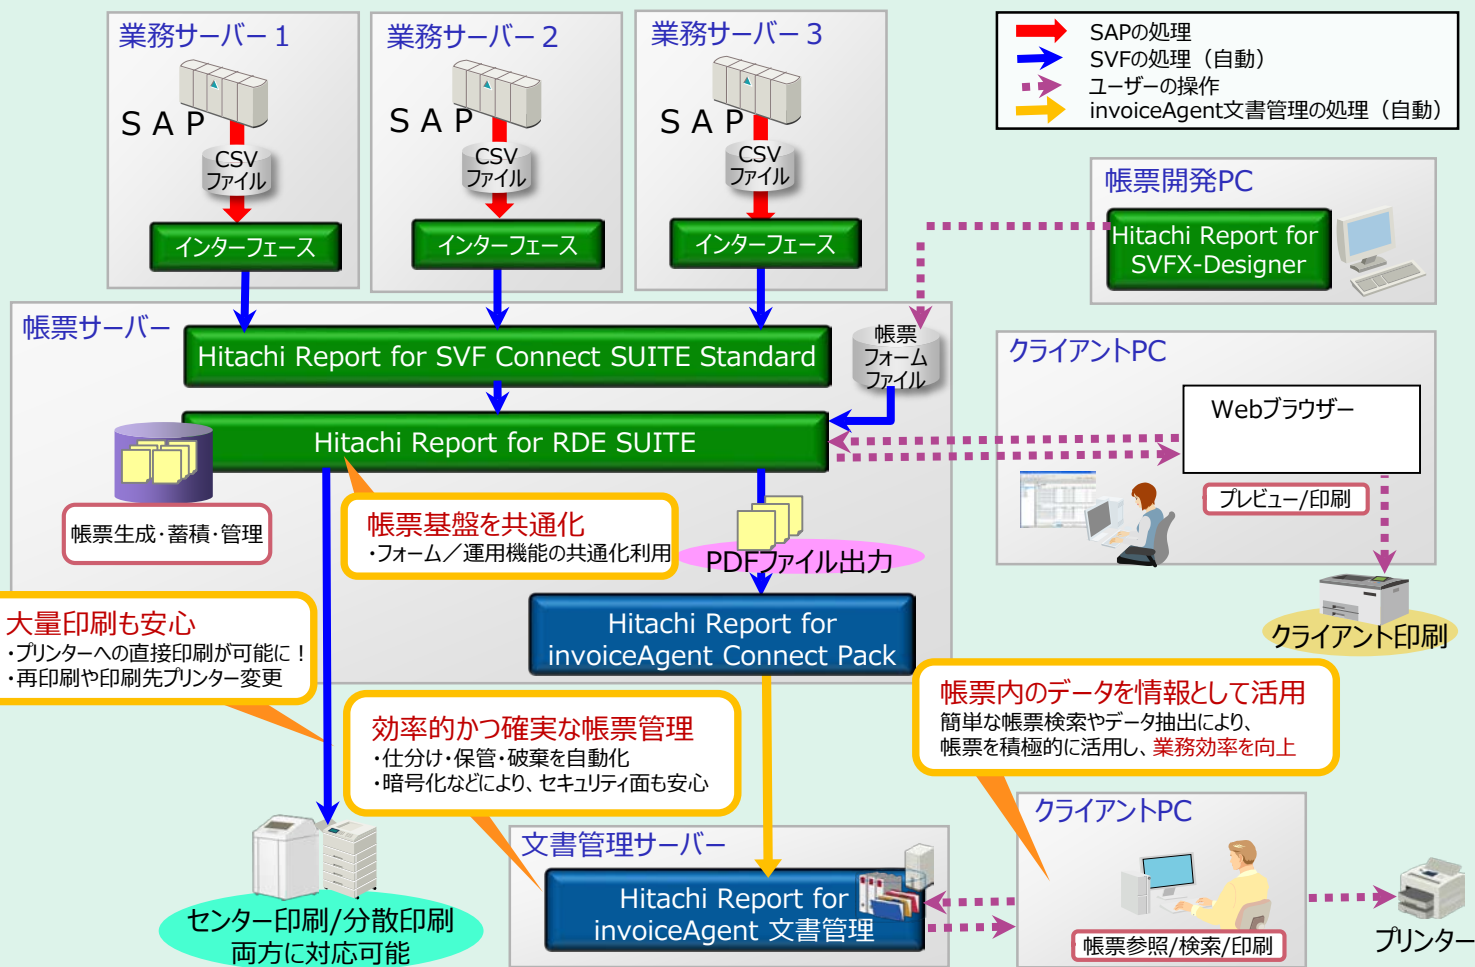 業務サーバー１
SAP
CSV
ファイル
インターフェース
業務サーバー２
SAP
CSV
ファイル
インターフェース
業務サーバー３
SAP
CSV
ファイル
インターフェース
SAPの処理
SVFの処理（自動）
ユーザーの操作
invoiceAgent文書管理の処理（自動）
帳票開発PC
Hitachi Report for
SVFX-Designer
帳票サーバー
Hitachi Report for SVF Connect SUITE Standard
帳票
フォーム
ファイル
Hitachi Report for RDE SUITE
帳票生成・蓄積・管理
帳票基盤を共通化
・フォーム／運用機能の共通化利用
PDFファイル出力
Hitachi Report for
invoiceAgent Connect Pack
クライアントPC
Webブラウザー
プレビュー/印刷
クライアント印刷
大量印刷も安心
・プリンターへの直接印刷が可能に！
・再印刷や印刷先プリンター変更
効率的かつ確実な帳票管理
・仕分け・保管・破棄を自動化
・暗号化などにより、セキュリティ面も安心
帳票内のデータを情報として活用
簡単な帳票検索やデータ抽出により、
帳票を積極的に活用し、業務効率を向上
センター印刷/分散印刷
両方に対応可能
文書管理サーバー
Hitachi Report for
invoiceAgent 文書管理
クライアントPC
帳票参照/検索/印刷
プリンター